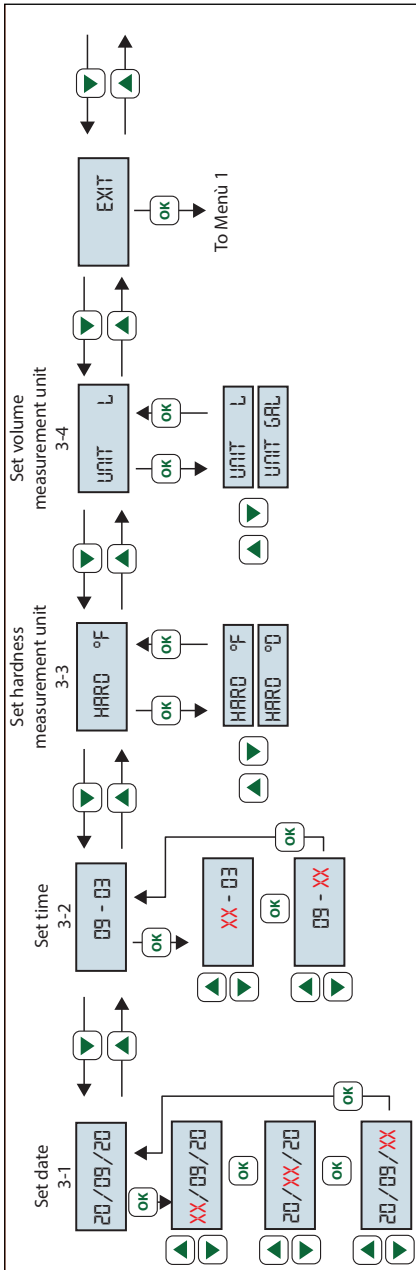 Set date
3-1
20/09/20
OK
XX/09/20
OK
20/XX/20
OK
20/09/XX
OK
Set time
3-2
09-03
OK
XX-03
OK
09-XX
OK
Set hardness
measurement unit
3-3
HARD °F
OK
OK
HARD °F
HARD °D
Set volume
measurement unit
3-4
UNIT L
OK
OK
UNIT L
UNIT GAL
EXIT
OK
To Menù 1